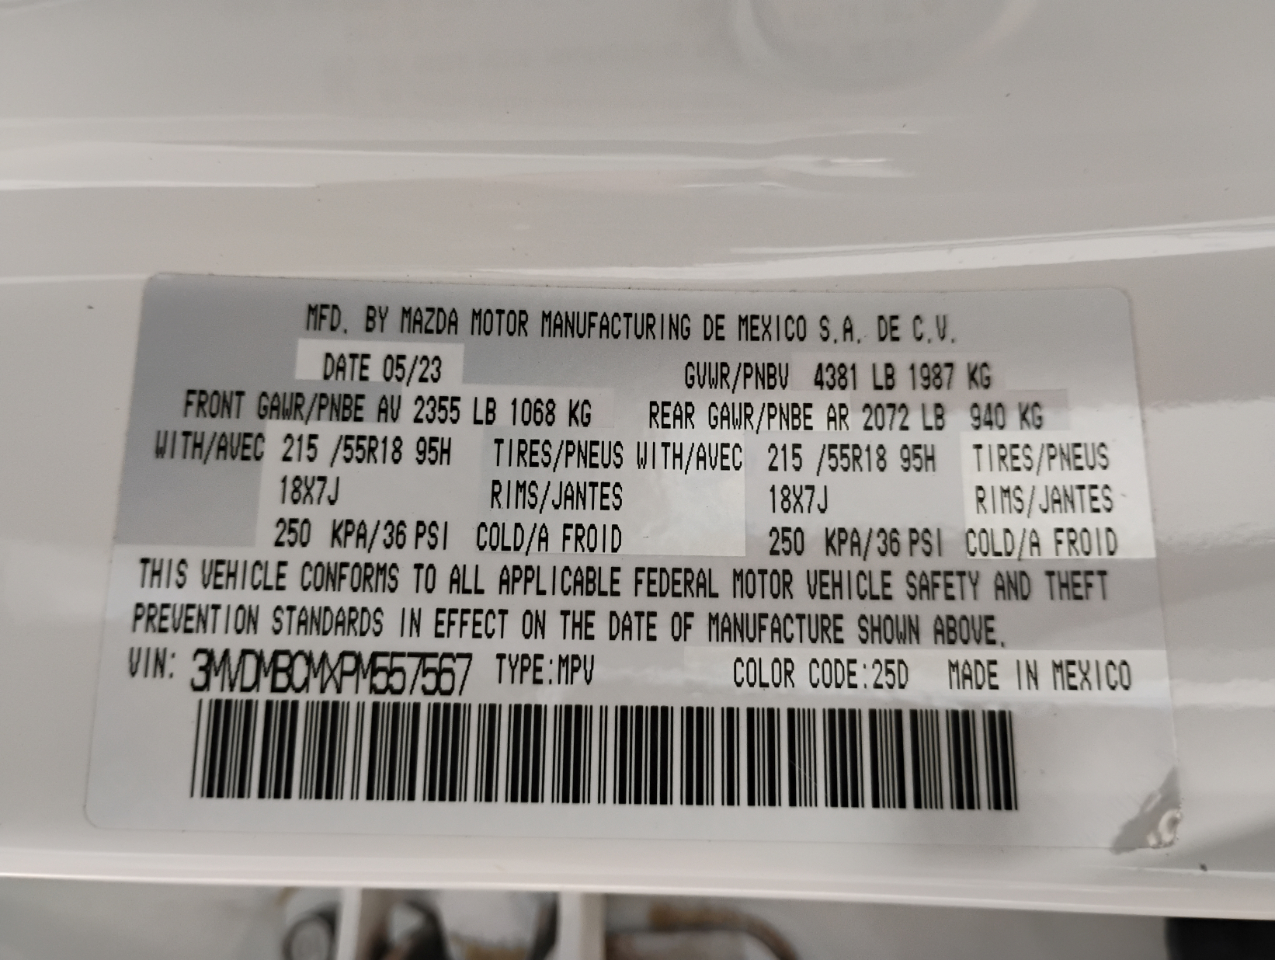 MFD. BY MAZDA MOTOR MANUFACTURING DE MEXICO S.A. DE C.V.
DATE 05/23 GVWR/PNBV 4381 LB 1987 KG
FRONT GAWR/PNBE AV 2355 LB 1068 KG REAR GAWR/PNBE AR 2072 LB 940 KG
WITH/AVEC 215 /55R18 95H TIRES/PNEUS WITH/AVEC 215 /55R18 95H TIRES/PNEUS
18X7J RIMS/JANTES 18X7J RIMS/JANTES
250 KPA/36 PSI COLD/A FROID 250 KPA/36 PSI COLD/A FROID
THIS VEHICLE CONFORMS TO ALL APPLICABLE FEDERAL MOTOR VEHICLE SAFETY AND THEFT
PREVENTION STANDARDS IN EFFECT ON THE DATE OF MANUFACTURE SHOWN ABOVE.
VIN: 3MVDMBCMXPM557567 TYPE:MPV COLOR CODE:25D MADE IN MEXICO